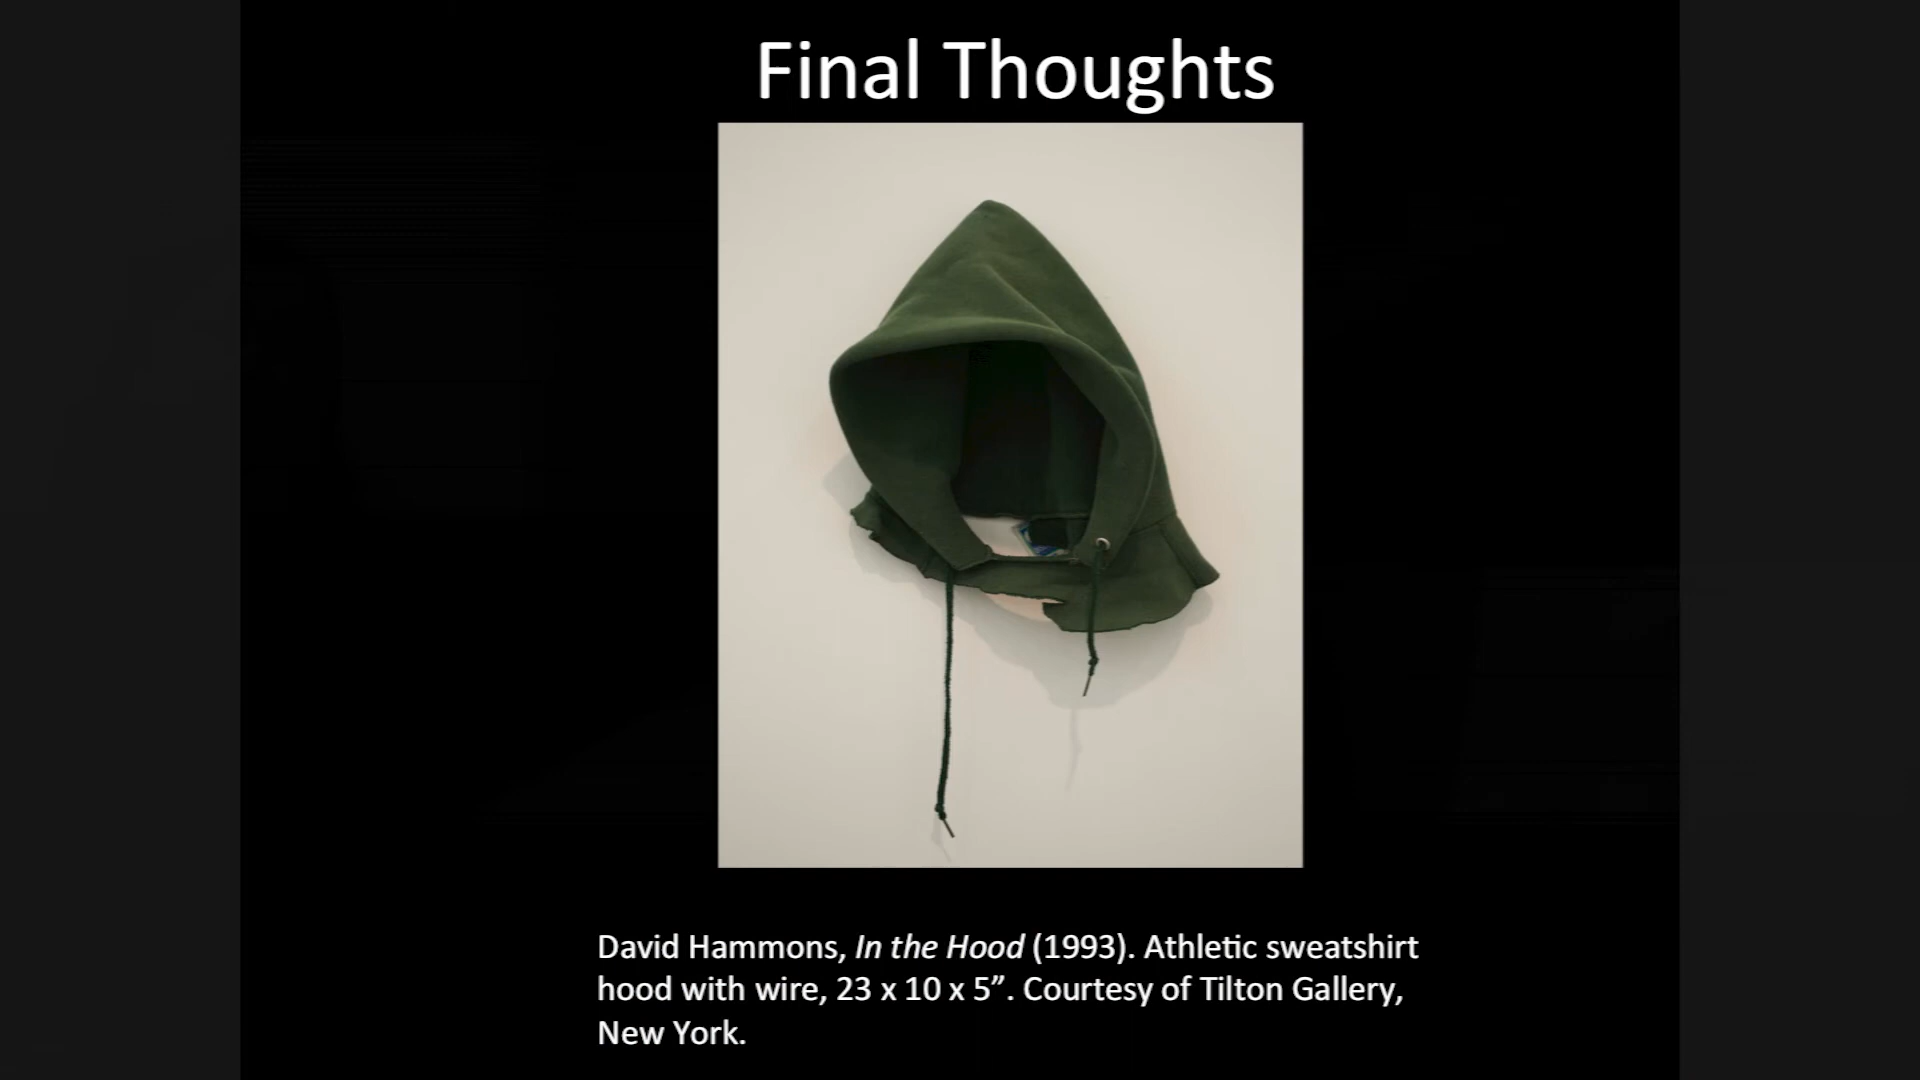 Final Thoughts
David Hammons, In the Hood (1993). Athletic sweatshirt
hood with wire, 23 x 10 x 5”. Courtesy of Tilton Gallery,
New York.